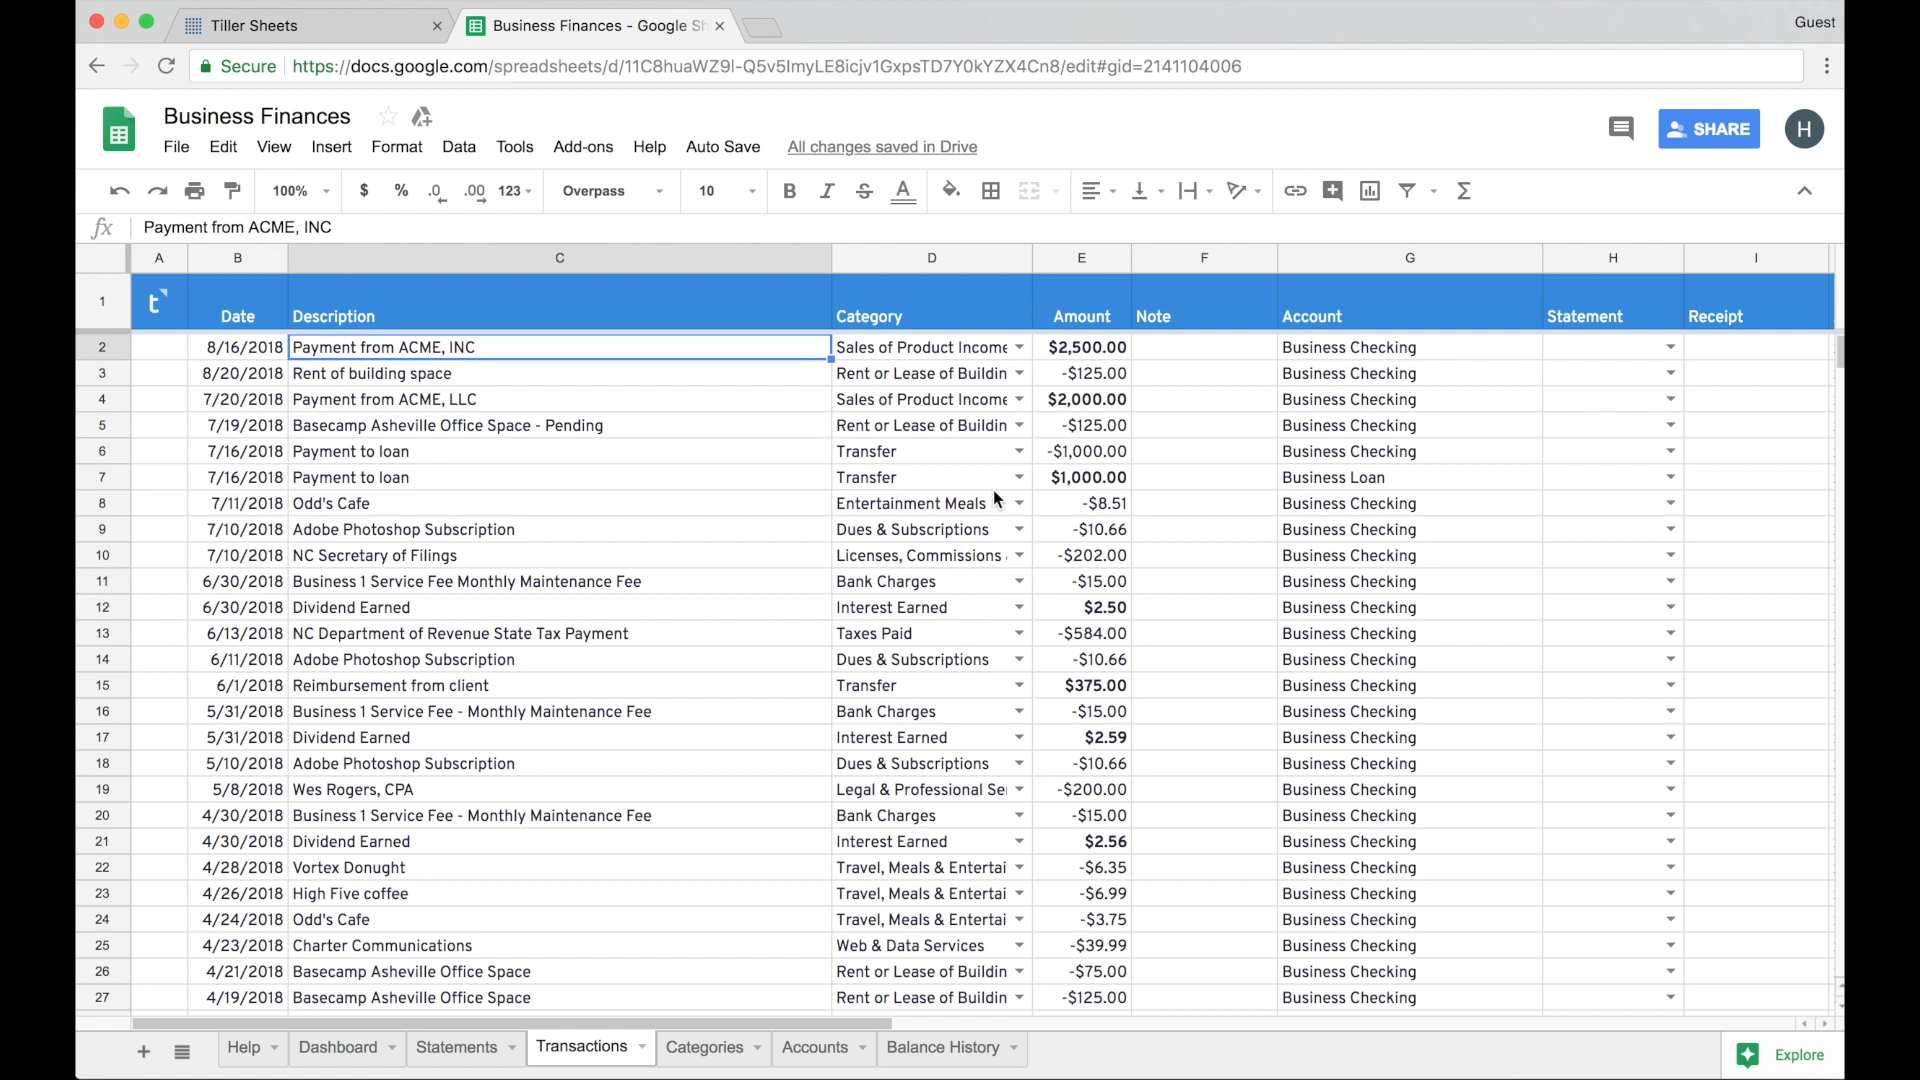 Tiller Sheets
Business Finances - Google Sh
Guest
Secure https://docs.google.com/spreadsheets/d/11C8huaWZ9I-Q5v5ImyLE8icjv1GxpsTD7Y0kYZX4Cn8/edit#gid=2141104006
Business Finances
File Edit View Insert Format Data Tools Add-ons Help Auto Save All changes saved in Drive
SHARE
H
100% $ % .0 .00 123 Overpass 10 B I S A
fx Payment from ACME, INC
A B C D E F G H I
1 t Date Description Category Amount Note Account Statement Receipt
2 8/16/2018 Payment from ACME, INC Sales of Product Income $2,500.00 Business Checking
3 8/20/2018 Rent of building space Rent or Lease of Buildin -$125.00 Business Checking
4 7/20/2018 Payment from ACME, LLC Sales of Product Income $2,000.00 Business Checking
5 7/19/2018 Basecamp Asheville Office Space - Pending Rent or Lease of Buildin -$125.00 Business Checking
6 7/16/2018 Payment to loan Transfer -$1,000.00 Business Checking
7 7/16/2018 Payment to loan Transfer $1,000.00 Business Loan
8 7/11/2018 Odd's Cafe Entertainment Meals -$8.51 Business Checking
9 7/10/2018 Adobe Photoshop Subscription Dues & Subscriptions -$10.66 Business Checking
10 7/10/2018 NC Secretary of Filings Licenses, Commissions -$202.00 Business Checking
11 6/30/2018 Business 1 Service Fee Monthly Maintenance Fee Bank Charges -$15.00 Business Checking
12 6/30/2018 Dividend Earned Interest Earned $2.50 Business Checking
13 6/13/2018 NC Department of Revenue State Tax Payment Taxes Paid -$584.00 Business Checking
14 6/11/2018 Adobe Photoshop Subscription Dues & Subscriptions -$10.66 Business Checking
15 6/1/2018 Reimbursement from client Transfer $375.00 Business Checking
16 5/31/2018 Business 1 Service Fee - Monthly Maintenance Fee Bank Charges -$15.00 Business Checking
17 5/31/2018 Dividend Earned Interest Earned $2.59 Business Checking
18 5/10/2018 Adobe Photoshop Subscription Dues & Subscriptions -$10.66 Business Checking
19 5/8/2018 Wes Rogers, CPA Legal & Professional Se -$200.00 Business Checking
20 4/30/2018 Business 1 Service Fee - Monthly Maintenance Fee Bank Charges -$15.00 Business Checking
21 4/30/2018 Dividend Earned Interest Earned $2.56 Business Checking
22 4/28/2018 Vortex Donught Travel, Meals & Entertai -$6.35 Business Checking
23 4/26/2018 High Five coffee Travel, Meals & Entertai -$6.99 Business Checking
24 4/24/2018 Odd's Cafe Travel, Meals & Entertai -$3.75 Business Checking
25 4/23/2018 Charter Communications Web & Data Services -$39.99 Business Checking
26 4/21/2018 Basecamp Asheville Office Space Rent or Lease of Buildin -$75.00 Business Checking
27 4/19/2018 Basecamp Asheville Office Space Rent or Lease of Buildin -$125.00 Business Checking
Help Dashboard Statements Transactions Categories Accounts Balance History
Explore